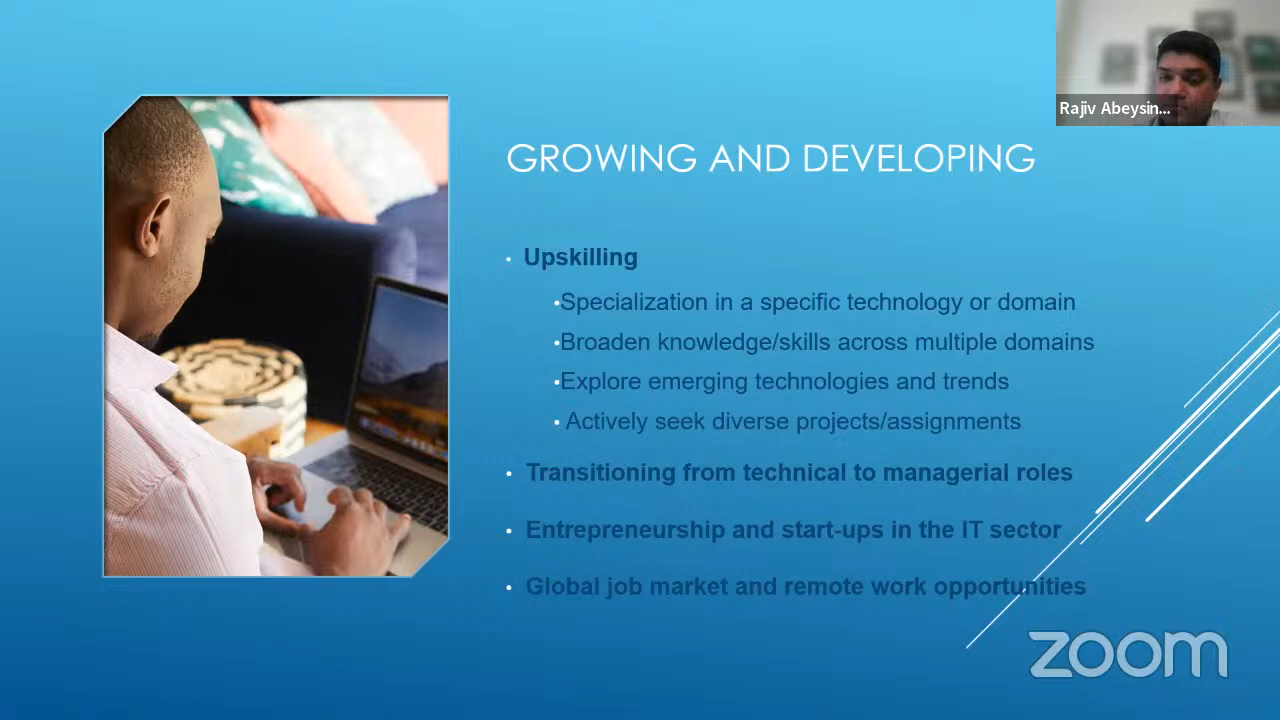 Rajiv Abeysin...
GROWING AND DEVELOPING
• Upskilling
•Specialization in a specific technology or domain
•Broaden knowledge/skills across multiple domains
•Explore emerging technologies and trends
• Actively seek diverse projects/assignments
• Transitioning from technical to managerial roles
• Entrepreneurship and start-ups in the IT sector
• Global job market and remote work opportunities
zoom